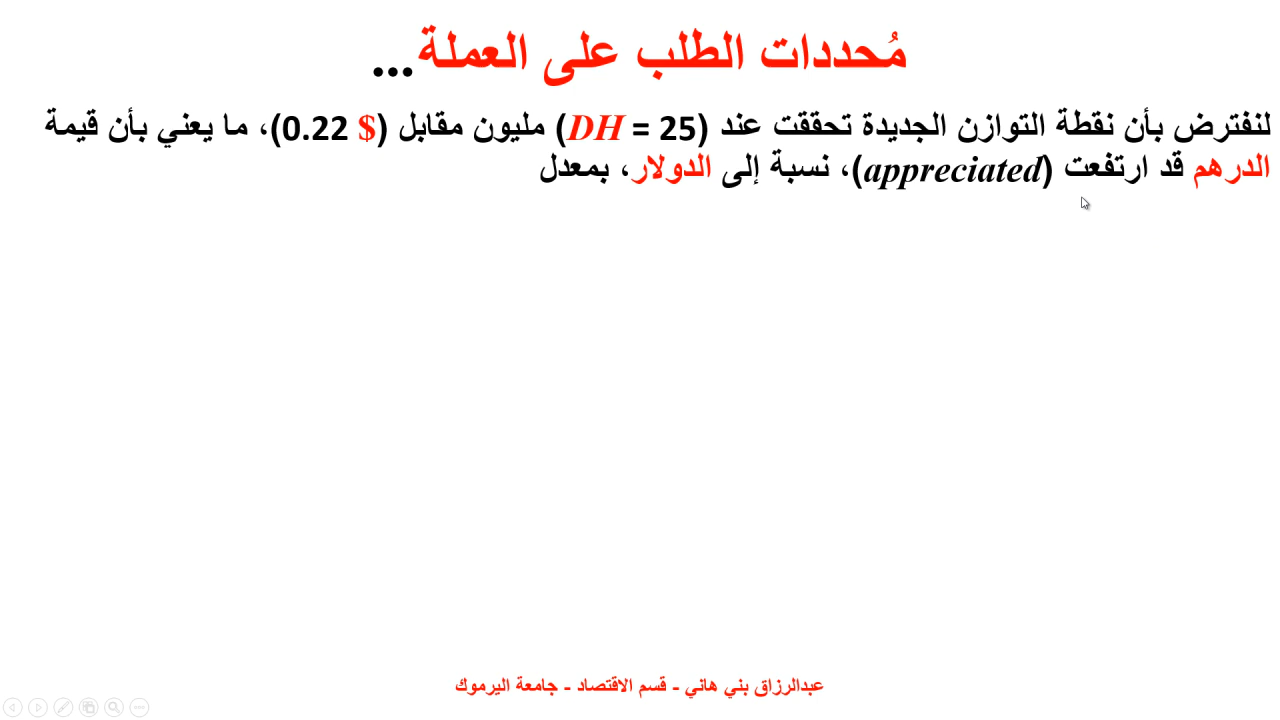 مُحددات الطلب على العملة...
لنفترض بأن نقطة التوازن الجديدة تحققت عند (DH = 25) مليون مقابل ($ 0.22)، ما يعني بأن قيمة
الدرهم قد ارتفعت (appreciated)، نسبة إلى الدولار، بمعدل
عبدالرزاق بني هاني - قسم الاقتصاد - جامعة اليرموك